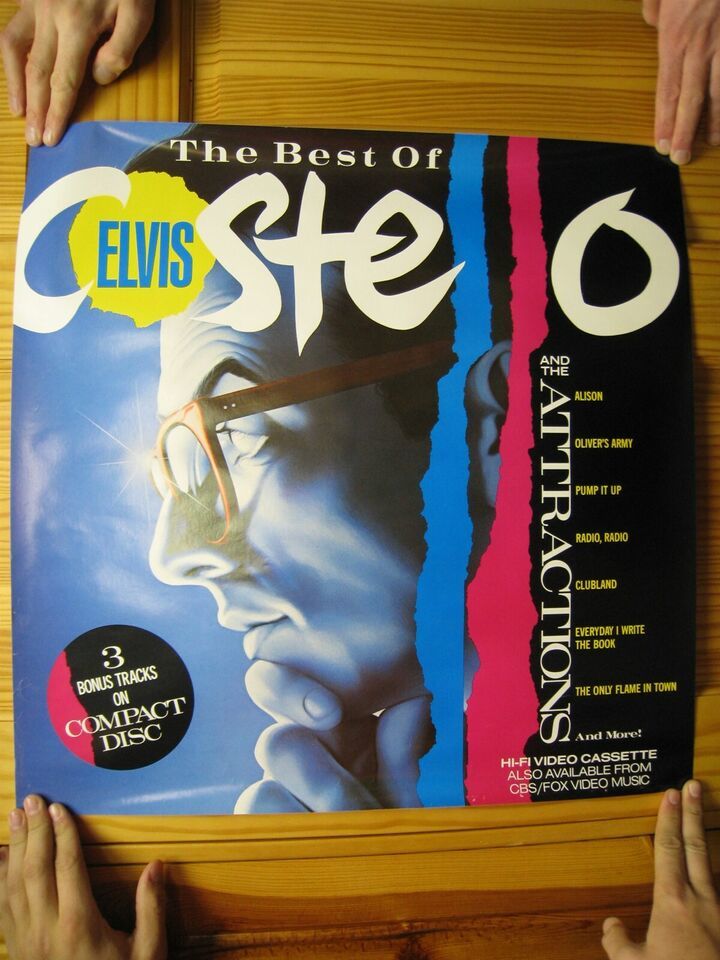 The Best Of
ELVIS
Costello
AND
THE
ATTRACTIONS
ALISON
OLIVER'S ARMY
PUMP IT UP
RADIO, RADIO
CLUBLAND
EVERYDAY I WRITE
THE BOOK
THE ONLY FLAME IN TOWN
And More!
HI-FI VIDEO CASSETTE
ALSO AVAILABLE FROM
CBS/FOX VIDEO MUSIC
3
BONUS TRACKS
ON
COMPACT
DISC